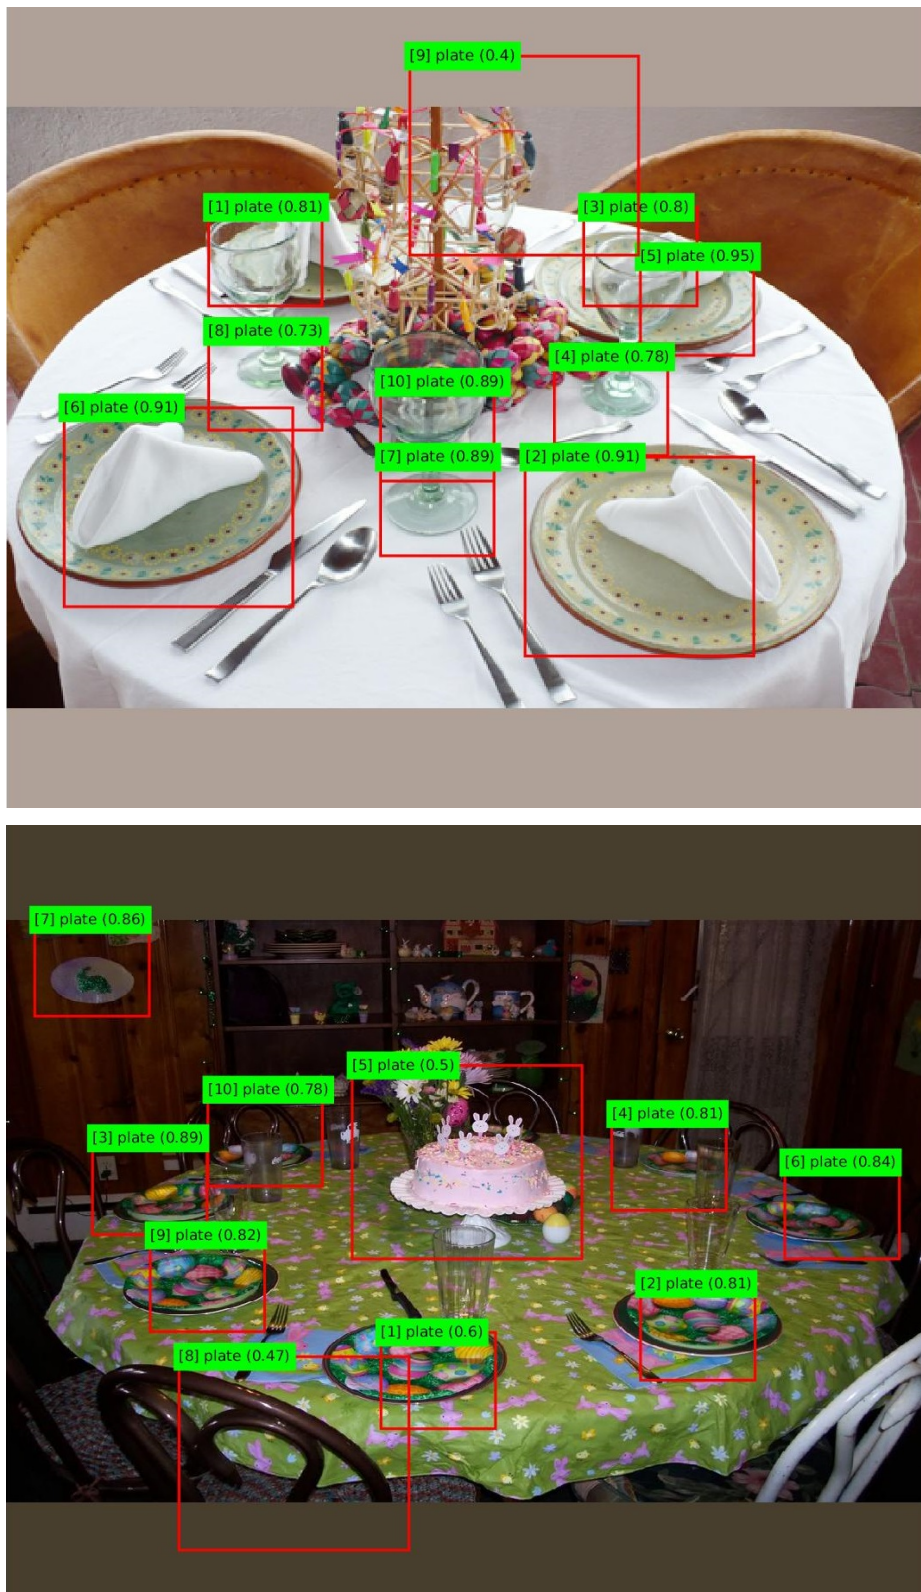 [9] plate (0.4)
[1] plate (0.81)
[3] plate (0.8)
[5] plate (0.95)
[8] plate (0.73)
[4] plate (0.78)
[10] plate (0.89)
[6] plate (0.91)
[7] plate (0.89)
[2] plate (0.91)
[7] plate (0.86)
[5] plate (0.5)
[10] plate (0.78)
[4] plate (0.81)
[3] plate (0.89)
[6] plate (0.84)
[9] plate (0.82)
[2] plate (0.81)
[1] plate (0.6)
[8] plate (0.47)